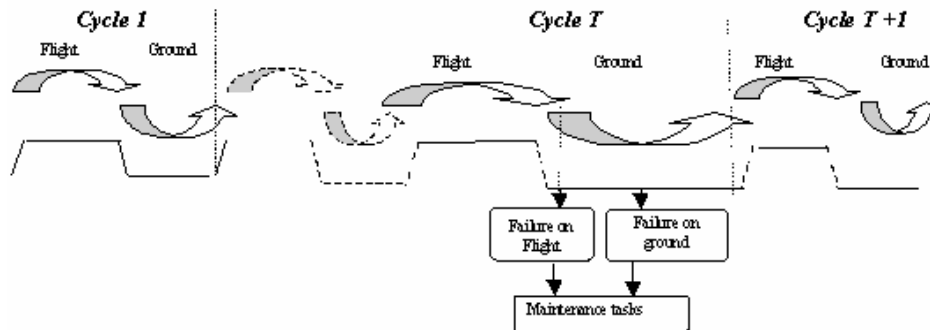 Cycle 1
Cycle T
Cycle T +1
Flight
Ground
Flight
Ground
Flight
Ground
Failure on
Flight
Failure on
ground
Maintenance tasks